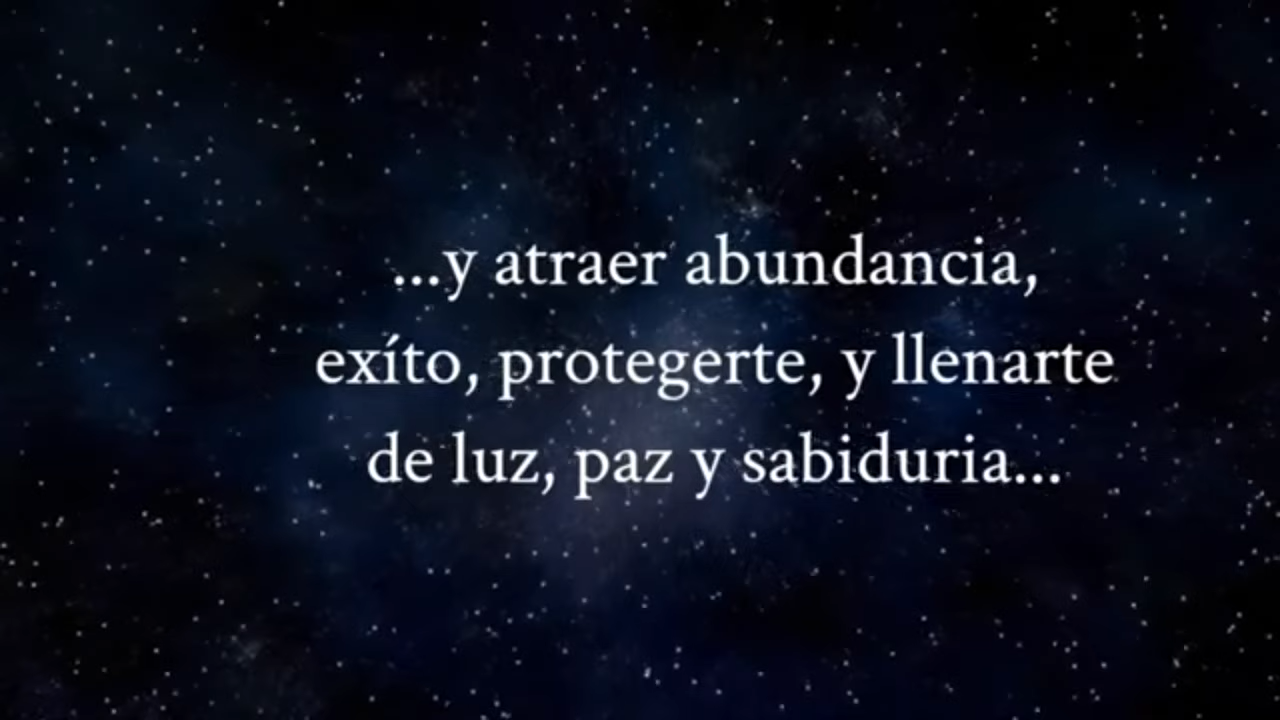 ...y atraer abundancia,
exíto, protegerte, y llenarte
de luz, paz y sabiduria...